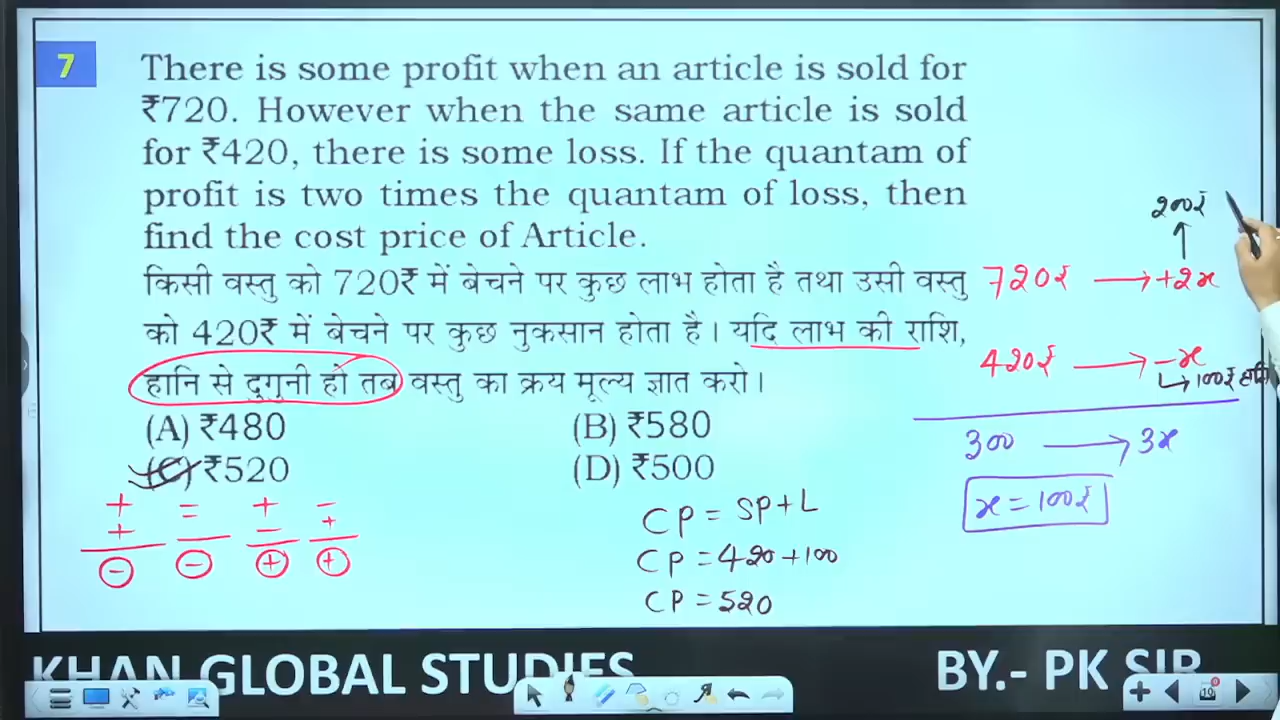 7
There is some profit when an article is sold for
₹720. However when the same article is sold
for ₹420, there is some loss. If the quantam of
profit is two times the quantam of loss, then
find the cost price of Article.
किसी वस्तु को 720₹ में बेचने पर कुछ लाभ होता है तथा उसी वस्तु
को 420₹ में बेचने पर कुछ नुकसान होता है। यदि लाभ की राशि,
हानि से दुगुनी हो तब वस्तु का क्रय मूल्य ज्ञात करो।
(A) ₹480 (B) ₹580
(C) ₹520 (D) ₹500
200₹
↑
720₹ → +2x
420₹ → -x
↳ 100₹ हानि
300 → 3x
x = 100₹
+ - + -
+ - - +
- - + +
CP = SP + L
CP = 420 + 100
CP = 520
KHAN GLOBAL STUDIES
BY.- PK SIR
19